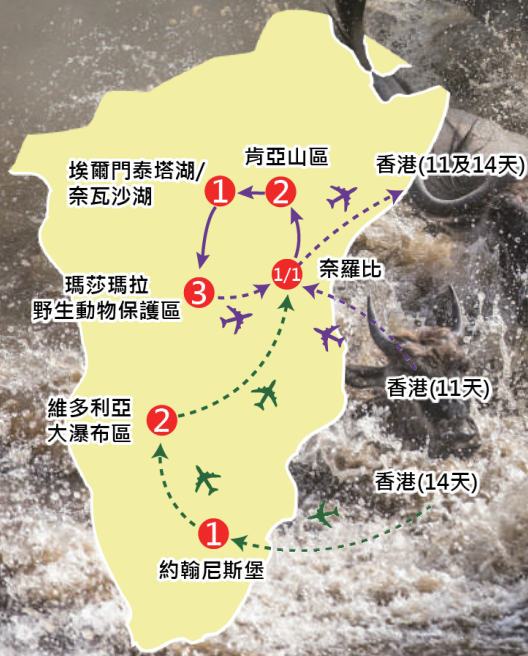 肯亞山區
香港(11及14天)
埃爾門泰塔湖/
奈瓦沙湖
1
2
1/1
奈羅比
瑪莎瑪拉
野生動物保護區
3
香港(11天)
維多利亞
大瀑布區
2
香港(14天)
1
約翰尼斯堡